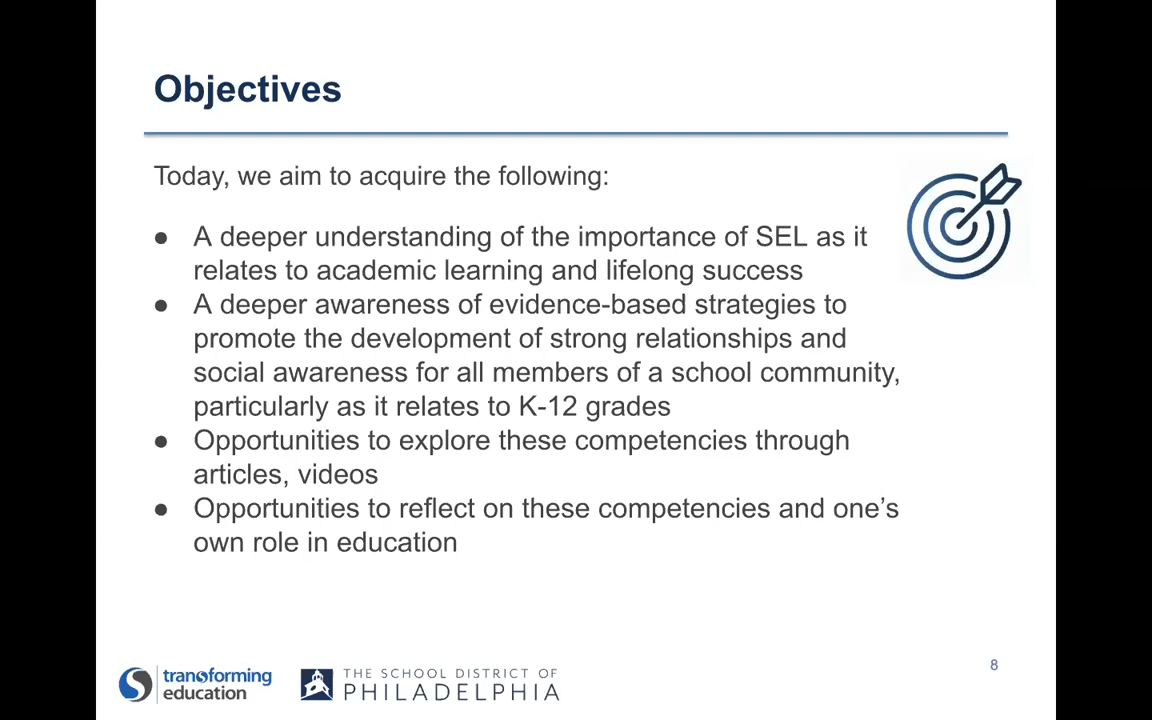 Objectives
Today, we aim to acquire the following:
● A deeper understanding of the importance of SEL as it
relates to academic learning and lifelong success
● A deeper awareness of evidence-based strategies to
promote the development of strong relationships and
social awareness for all members of a school community,
particularly as it relates to K-12 grades
● Opportunities to explore these competencies through
articles, videos
● Opportunities to reflect on these competencies and one’s
own role in education
transforming
education
THE SCHOOL DISTRICT OF
PHILADELPHIA
8